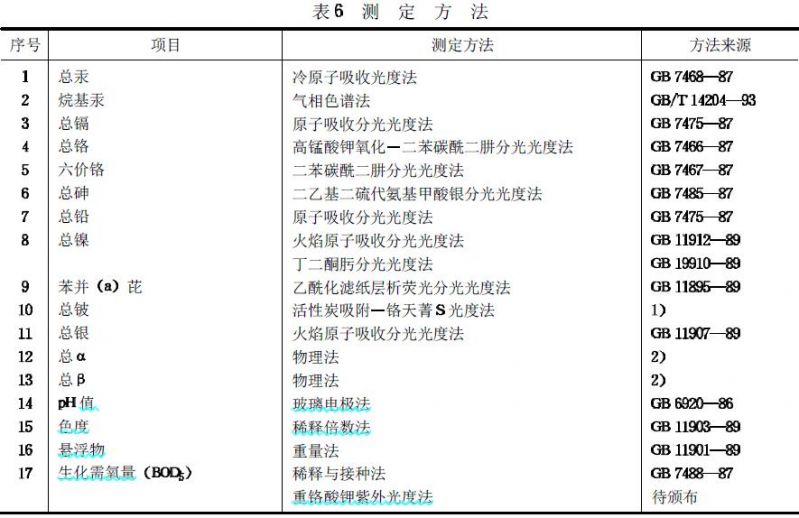 表6 测 定 方 法
序号 项目 测定方法 方法来源
1 总汞 冷原子吸收光度法 GB 7468—87
2 烷基汞 气相色谱法 GB/T 14204—93
3 总镉 原子吸收分光光度法 GB 7475—87
4 总铬 高锰酸钾氧化—二苯碳酰二肼分光光度法 GB 7466—87
5 六价铬 二苯碳酰二肼分光光度法 GB 7467—87
6 总砷 二乙基二硫代氨基甲酸银分光光度法 GB 7485—87
7 总铅 原子吸收分光光度法 GB 7475—87
8 总镍 火焰原子吸收分光光度法 GB 11912—89
丁二酮肟分光光度法 GB 19910—89
9 苯并（a）芘 乙酰化滤纸层析荧光分光光度法 GB 11895—89
10 总铍 活性炭吸附—铬天菁S光度法 1）
11 总银 火焰原子吸收分光光度法 GB 11907—89
12 总α 物理法 2）
13 总β 物理法 2）
14 pH值 玻璃电极法 GB 6920—86
15 色度 稀释倍数法 GB 11903—89
16 悬浮物 重量法 GB 11901—89
17 生化需氧量（BOD5） 稀释与接种法 GB 7488—87
重铬酸钾紫外光度法 待颁布